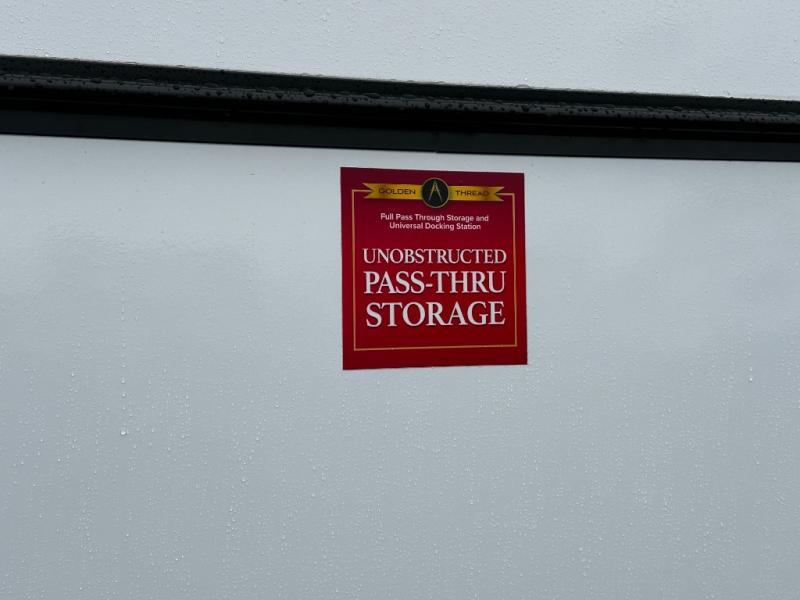 GOLDEN THREAD
Full Pass Through Storage and
Universal Docking Station
UNOBSTRUCTED
PASS-THRU
STORAGE